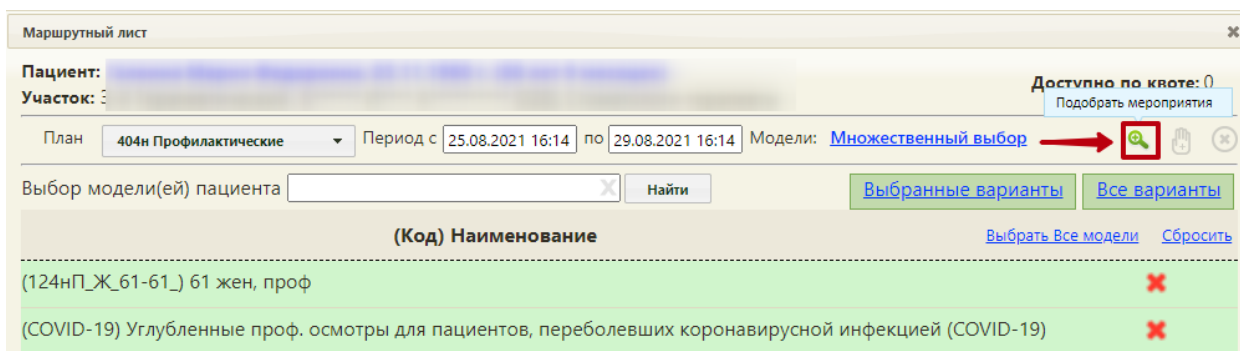 Маршрутный лист
Пациент:
Участок:
Доступно по квоте: 0
Подобрать мероприятия
План 404н Профилактические Период с 25.08.2021 16:14 по 29.08.2021 16:14 Модели: Множественный выбор
Выбор модели(ей) пациента Найти Выбранные варианты Все варианты
(Код) Наименование Выбрать Все модели Сбросить
(124нП_Ж_61-61_) 61 жен, проф
(COVID-19) Углубленные проф. осмотры для пациентов, переболевших коронавирусной инфекцией (COVID-19)